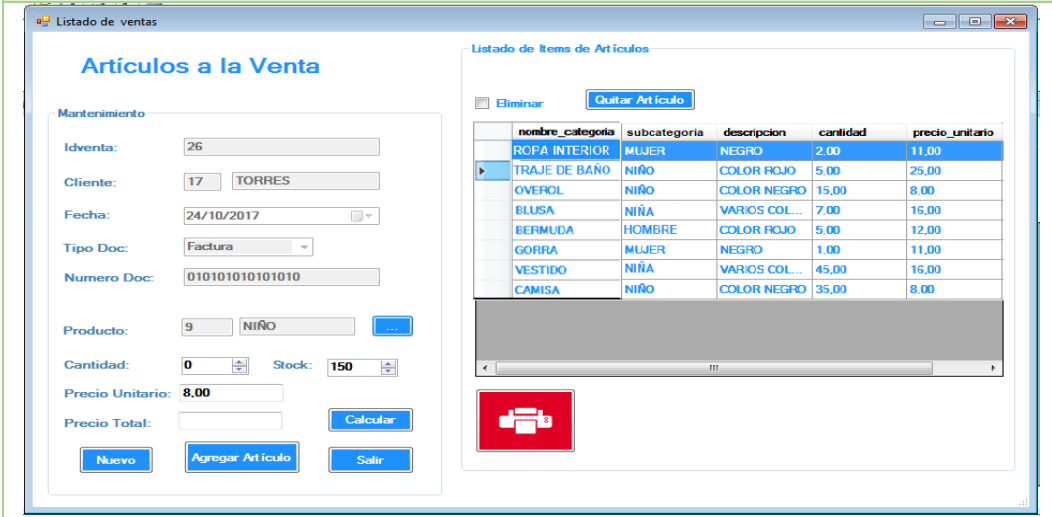 Listado de ventas
Artículos a la Venta
Mantenimiento
Idventa: 26
Cliente: 17 TORRES
Fecha: 24/10/2017
Tipo Doc: Factura
Numero Doc: 010101010101010
Producto: 9 NIÑO ...
Cantidad: 0 Stock: 150
Precio Unitario: 8,00
Precio Total: Calcular
Nuevo Agregar Artículo Salir
Listado de Items de Artículos
Eliminar Quitar Artículo
nombre_categoria subcategoria descripcion cantidad precio_unitario
ROPA INTERIOR MUJER NEGRO 2,00 11,00
TRAJE DE BAÑO NIÑO COLOR ROJO 5,00 25,00
OVEROL NIÑO COLOR NEGRO 15,00 8,00
BLUSA NIÑA VARIOS COL... 7,00 16,00
BERMUDA HOMBRE COLOR ROJO 5,00 12,00
GORRA MUJER NEGRO 1,00 11,00
VESTIDO NIÑA VARIOS COL... 45,00 16,00
CAMISA NIÑO COLOR NEGRO 35,00 8,00